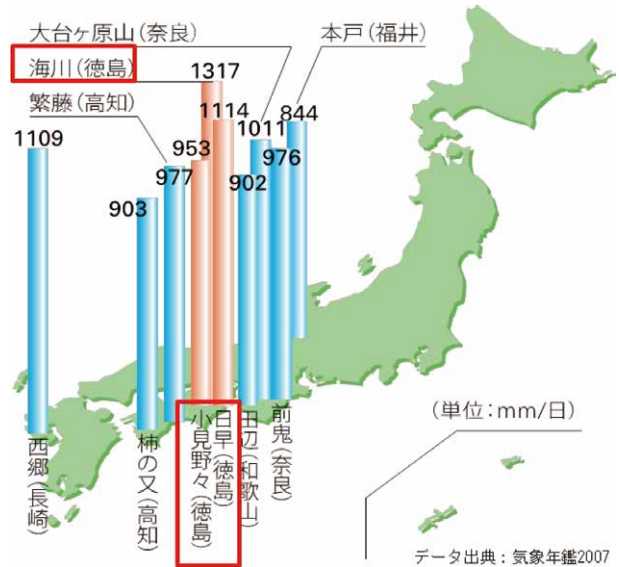 大台ヶ原山(奈良)
本戸(福井)
海川(徳島)
1317
繁藤(高知)
1114
1011
844
1109
953
976
977
902
903
(単位:mm/日)
西郷(長崎)
柿の又(高知)
小見野々(徳島)
日早(徳島)
田辺(和歌山)
前鬼(奈良)
データ出典:気象年鑑2007